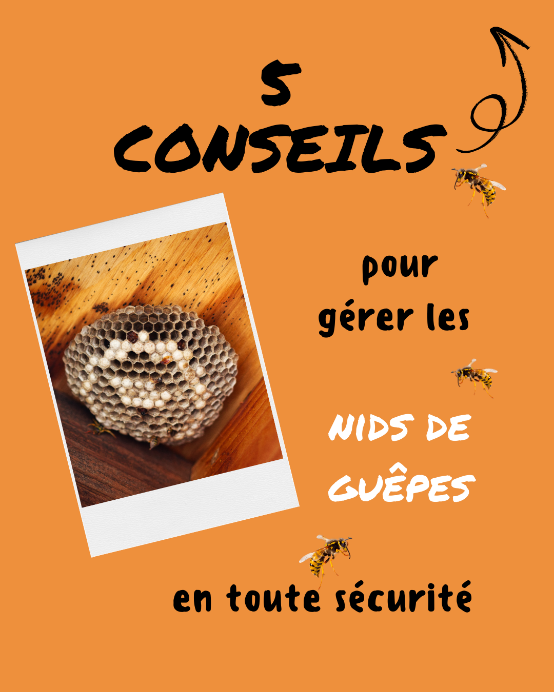 5
CONSEILS
pour
gérer les
NIDS DE
GUÊPES
en toute sécurité